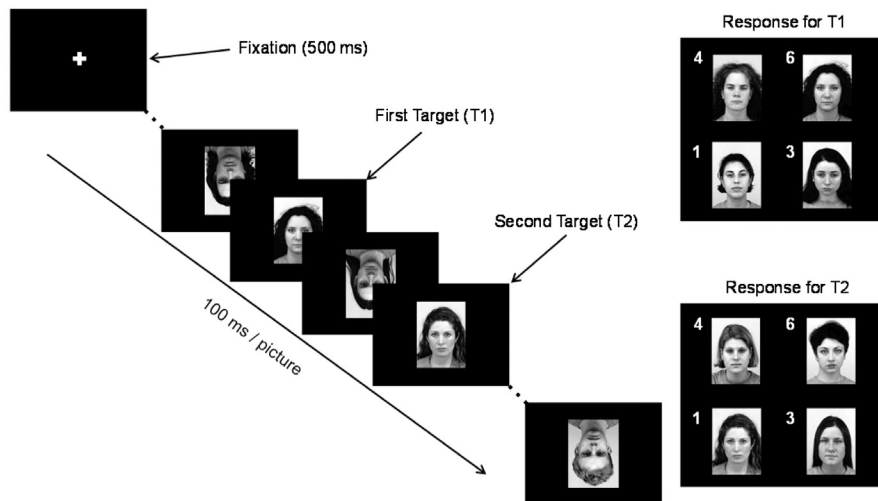 Fixation (500 ms)
First Target (T1)
Second Target (T2)
100 ms / picture
Response for T1
4 6
1 3
Response for T2
4 6
1 3